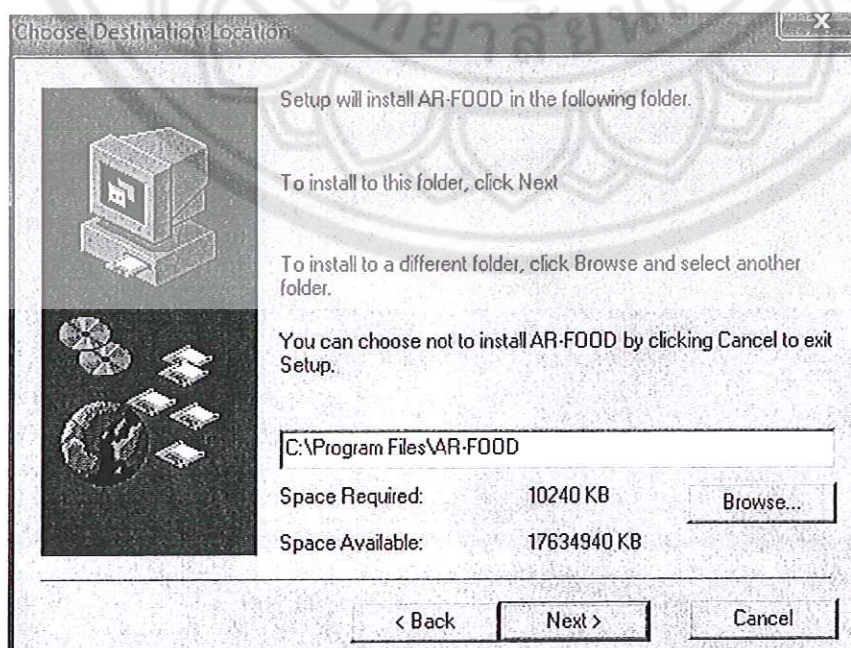 Choose Destination Location
Setup will install AR-FOOD in the following folder.
To install to this folder, click Next
To install to a different folder, click Browse and select another
folder.
You can choose not to install AR-FOOD by clicking Cancel to exit
Setup.
C:\Program Files\AR-FOOD
Space Required: 10240 KB
Browse...
Space Available: 17634940 KB
< Back Next > Cancel